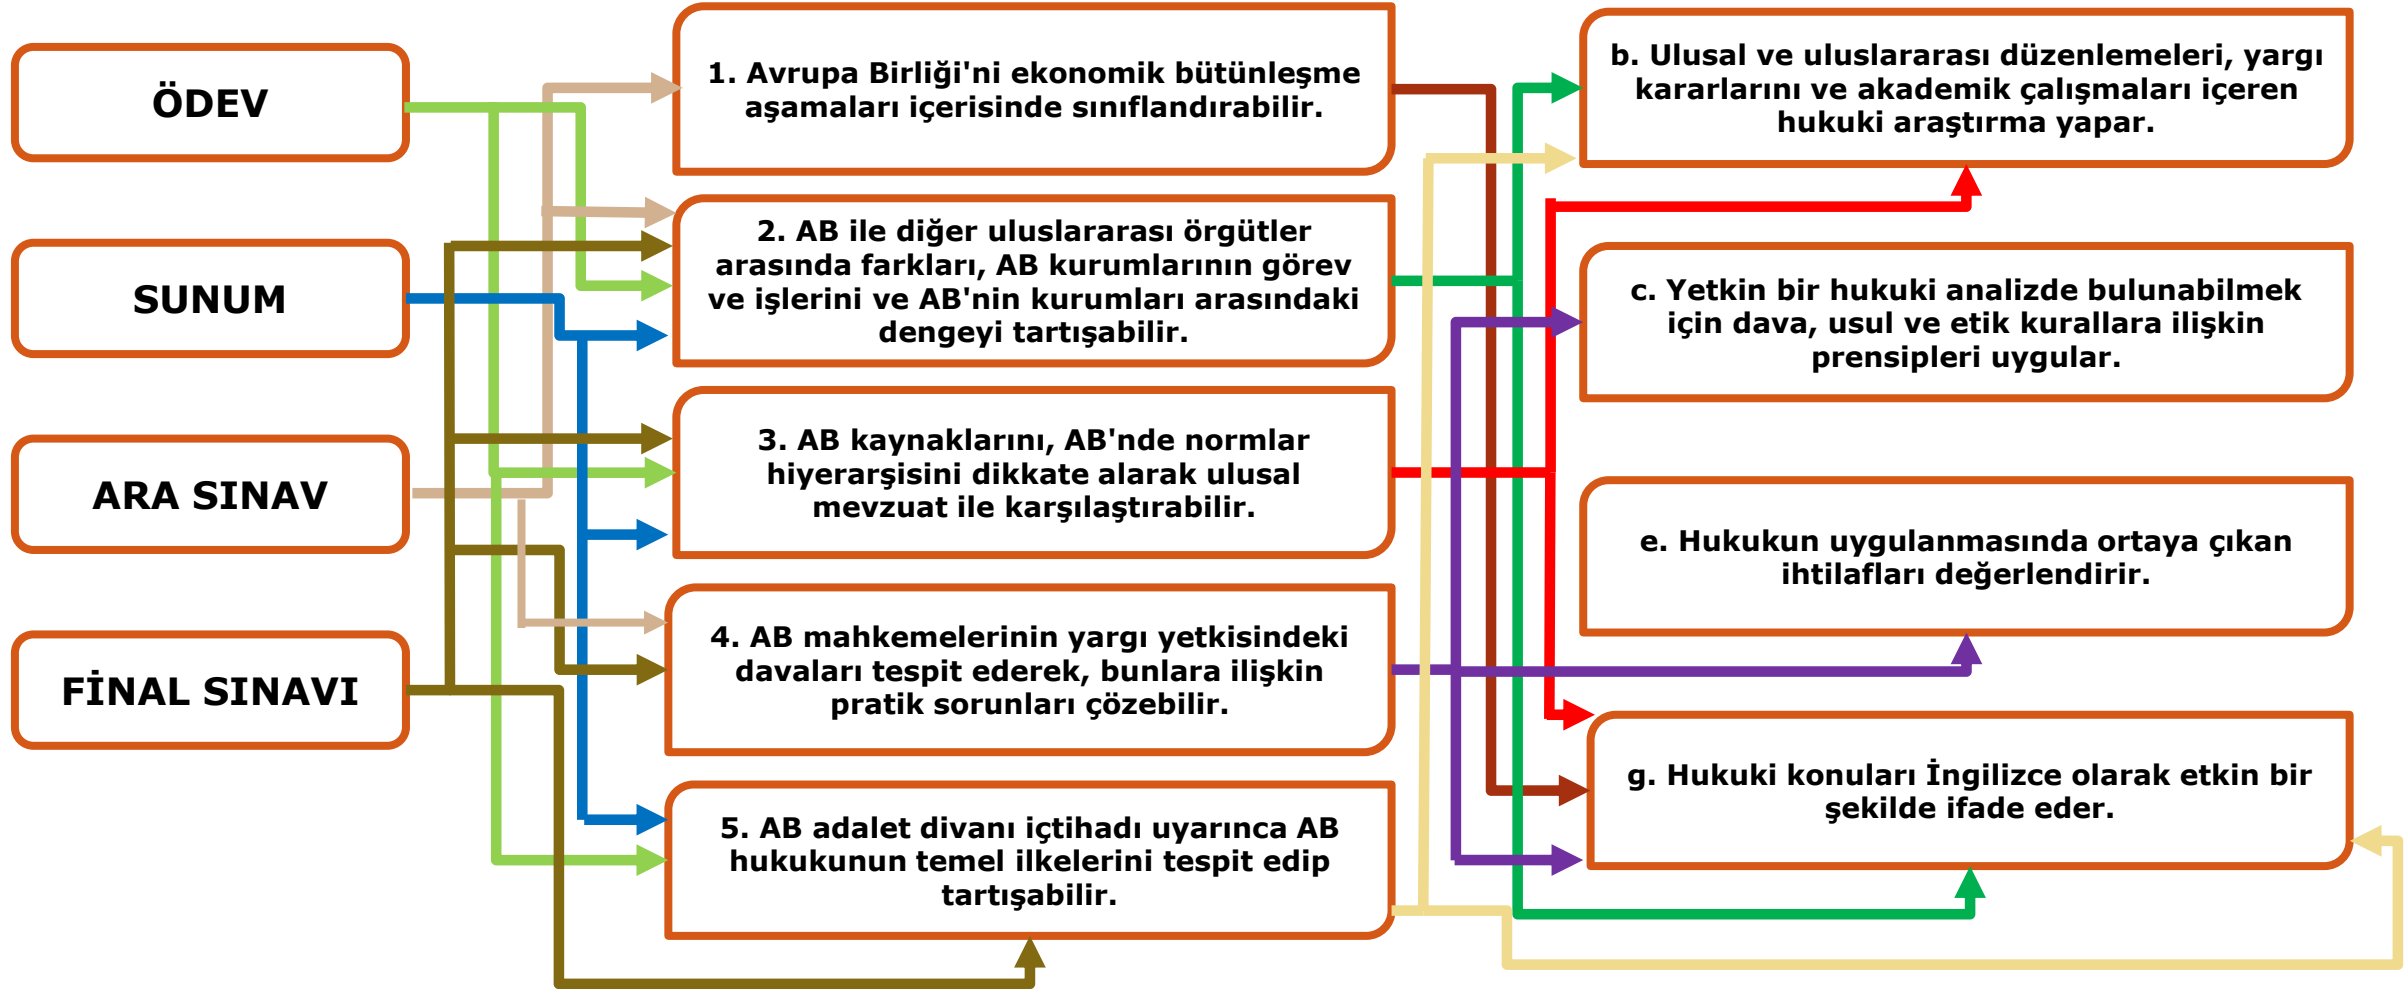 ÖDEV
SUNUM
ARA SINAV
FİNAL SINAVI
1. Avrupa Birliği'ni ekonomik bütünleşme
aşamaları içerisinde sınıflandırabilir.
2. AB ile diğer uluslararası örgütler
arasında farkları, AB kurumlarının görev
ve işlerini ve AB'nin kurumları arasındaki
dengeyi tartışabilir.
3. AB kaynaklarını, AB'nde normlar
hiyerarşisini dikkate alarak ulusal
mevzuat ile karşılaştırabilir.
4. AB mahkemelerinin yargı yetkisindeki
davaları tespit ederek, bunlara ilişkin
pratik sorunları çözebilir.
5. AB adalet divanı içtihadı uyarınca AB
hukukunun temel ilkelerini tespit edip
tartışabilir.
b. Ulusal ve uluslararası düzenlemeleri, yargı
kararlarını ve akademik çalışmaları içeren
hukuki araştırma yapar.
c. Yetkin bir hukuki analizde bulunabilmek
için dava, usul ve etik kurallara ilişkin
prensipleri uygular.
e. Hukukun uygulanmasında ortaya çıkan
ihtilafları değerlendirir.
g. Hukuki konuları İngilizce olarak etkin bir
şekilde ifade eder.